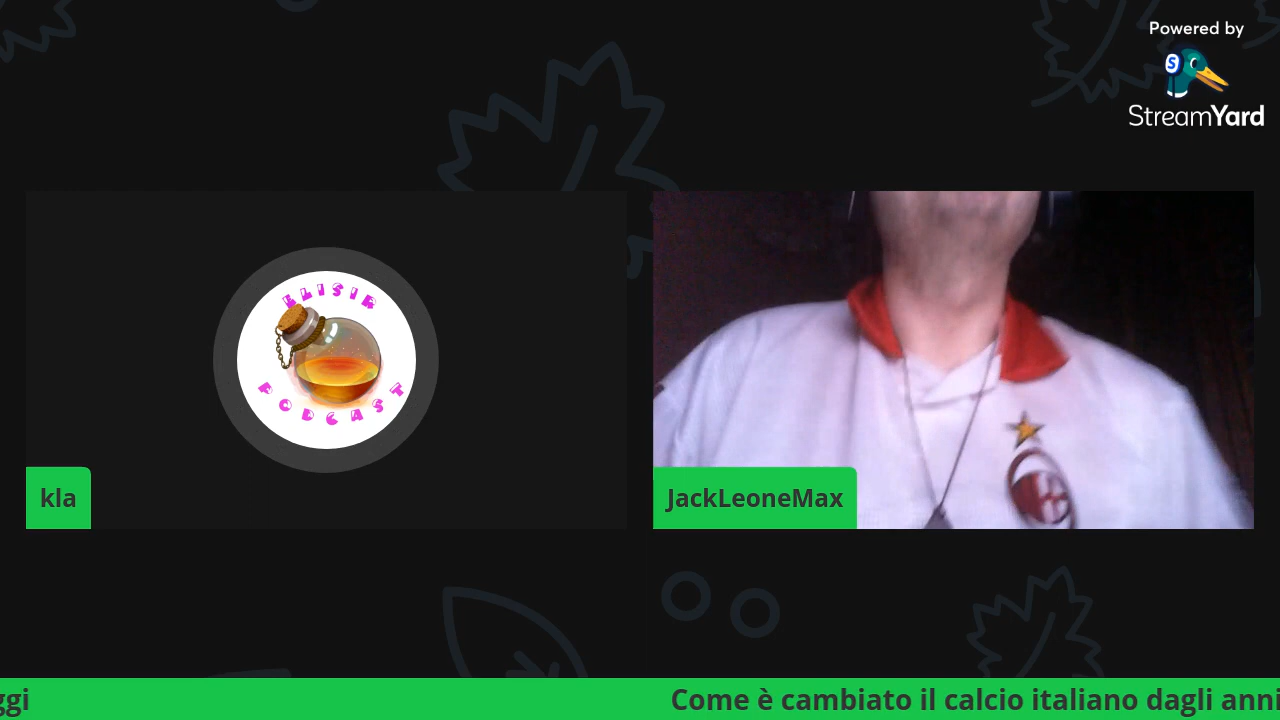 Powered by
StreamYard
ELISIR
PODCAST
kla
JackLeoneMax
ggi
Come è cambiato il calcio italiano dagli anni